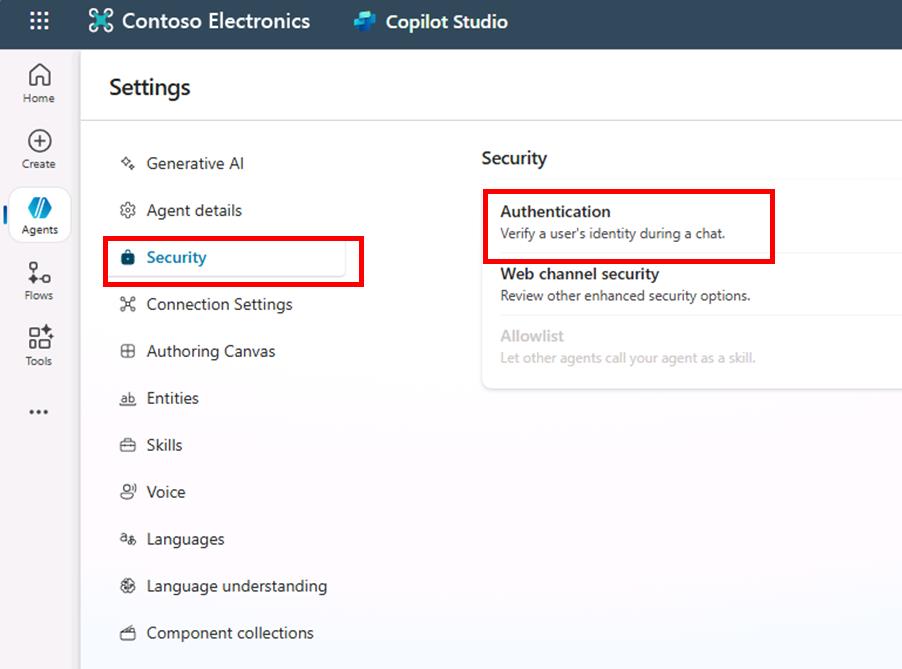 Contoso Electronics
Copilot Studio
Home
Create
Agents
Flows
Tools
Settings
Generative AI
Agent details
Security
Connection Settings
Authoring Canvas
Entities
Skills
Voice
Languages
Language understanding
Component collections
Security
Authentication
Verify a user's identity during a chat.
Web channel security
Review other enhanced security options.
Allowlist
Let other agents call your agent as a skill.